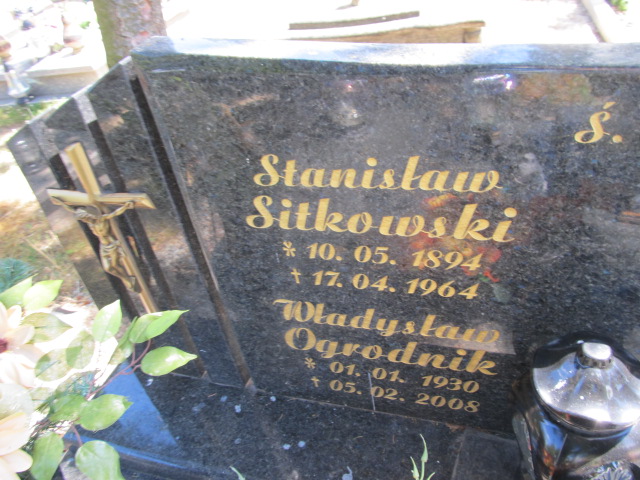 Ś.
Stanisław
Sitkowski
* 10. 05. 1894
† 17. 04. 1964
Władysław
Ogrodnik
* 01. 01. 1930
† 05. 02. 2008